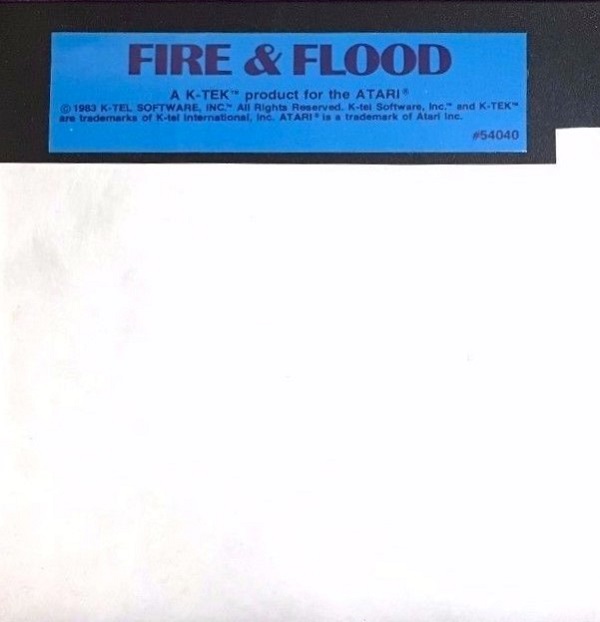 FIRE & FLOOD
A K-TEK™ product for the ATARI®
© 1983 K-TEL SOFTWARE, INC.™ All Rights Reserved. K-tel Software, Inc.™ and K-TEK™
are trademarks of K-tel International, Inc. ATARI® is a trademark of Atari Inc.
#54040